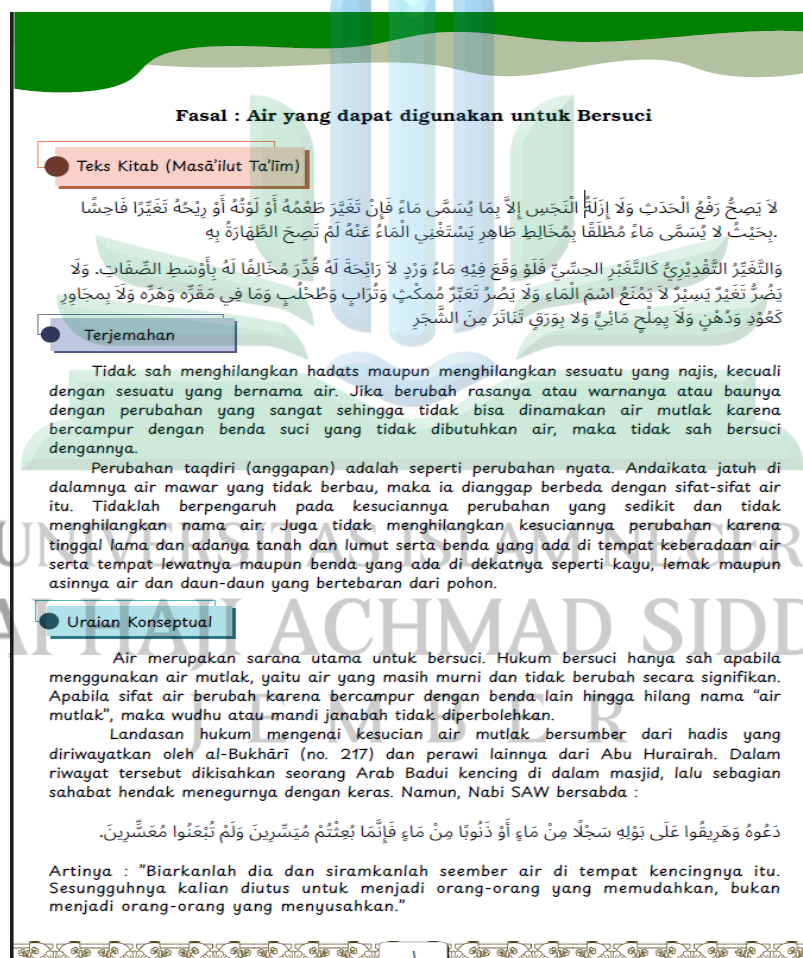 Fasal : Air yang dapat digunakan untuk Bersuci
Teks Kitab (Masā'ilut Ta'līm)
لاَ يَصِحُّ رَفْعُ الْحَدَثِ وَلَا إِزَلَةُ النَّجَسِ إِلاَّ بِمَا يُسَمَّى مَاءً فَإِنْ تَغَيَّرَ طَعْمُهُ أَوْ لَوْنُهُ أَوْ رِيْحُهُ تَغَيِّرًا فَاحِشًا
بِحَيْثُ لا يُسَمَّى مَاءً مُطْلَقًا بِمُخَالِطِ طَاهِرٍ يَسْتَغْنِي الْمَاءُ عَنْهُ لَمْ تَصِحَ الطَّهَارَةُ بِهِ.
وَالتَّغَيِّرُ التَّقْدِيْرِيُّ كَالتَّغَيْرِ الحِسِّيِّ فَلَوْ وَقَعَ فِيْهِ مَاءُ وَرْدٍ لاَ رَائِحَةَ لَهُ قُدِّرَ مُخَالِفًا لَهُ بِأَوْسَطِ الصِّفَاتِ. وَلَا
يَضُرُّ تَغَيْرٌ يَسِيْرٌ لاَ يَمْنَعُ اسْمَ الْمَاءِ وَلَا يَضُرُ تَغَيِّرٌ مُمكْثٍ وَتُرَابٍ وَطُحْلُبٍ وَمَا فِي مَقَرِّه وَمَرِّه وَلَا بِمجَاوِرٍ
كَعُوْدٍ وَدُهْنٍ وَلَا يِمِلْحٍ مَائِيٍّ وَلا بِوَرَقٍ تَنَاثَرَ مِنَ الشَّجَرِ
Terjemahan
Tidak sah menghilangkan hadats maupun menghilangkan sesuatu yang najis, kecuali
dengan sesuatu yang bernama air. Jika berubah rasanya atau warnanya atau baunya
dengan perubahan yang sangat sehingga tidak bisa dinamakan air mutlak karena
bercampur dengan benda suci yang tidak dibutuhkan air, maka tidak sah bersuci
dengannya.
Perubahan taqdiri (anggapan) adalah seperti perubahan nyata. Andaikata jatuh di
dalamnya air mawar yang tidak berbau, maka ia dianggap berbeda dengan sifat-sifat air
itu. Tidaklah berpengaruh pada kesuciannya perubahan yang sedikit dan tidak
menghilangkan nama air. Juga tidak menghilangkan kesuciannya perubahan karena
tinggal lama dan adanya tanah dan lumut serta benda yang ada di tempat keberadaan air
serta tempat lewatnya maupun benda yang ada di dekatnya seperti kayu, lemak maupun
asinnya air dan daun-daun yang bertebaran dari pohon.
UNIVERSITAS ISLAM NEGERI
Uraian Konseptual
HAJI ACHMAD SIDD
Air merupakan sarana utama untuk bersuci. Hukum bersuci hanya sah apabila
menggunakan air mutlak, yaitu air yang masih murni dan tidak berubah secara signifikan.
Apabila sifat air berubah karena bercampur dengan benda lain hingga hilang nama "air
mutlak", maka wudhu atau mandi janabah tidak diperbolehkan.
JEMBER
Landasan hukum mengenai kesucian air mutlak bersumber dari hadis yang
diriwayatkan oleh al-Bukhārī (no. 217) dan perawi lainnya dari Abu Hurairah. Dalam
riwayat tersebut dikisahkan seorang Arab Badui kencing di dalam masjid, lalu sebagian
sahabat hendak menegurnya dengan keras. Namun, Nabi SAW bersabda :
دَعُوهُ وَهَرِيقُوا عَلَى بَوْلِهِ سَجْلًا مِنْ مَاءٍ أَوْ ذَنُوبًا مِنْ مَاءٍ فَإِنَّمَا بُعِثْتُمْ مُيَسِّرِينَ وَلَمْ تُبْعَثُوا مُعَسِّرِينَ.
Artinya : "Biarkanlah dia dan siramkanlah seember air di tempat kencingnya itu.
Sesungguhnya kalian diutus untuk menjadi orang-orang yang memudahkan, bukan
menjadi orang-orang yang menyusahkan."
١